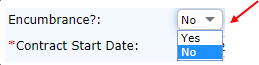 Encumbrance?: No
Yes
*Contract Start Date: No